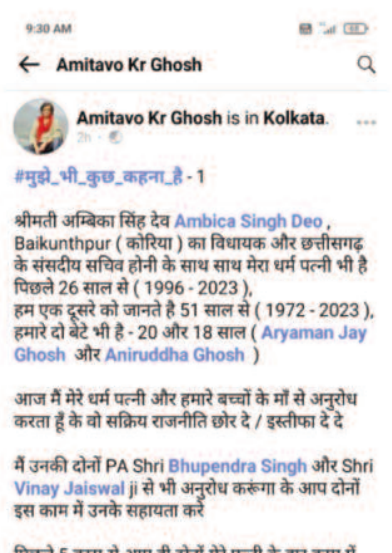 9:30 AM
Amitavo Kr Ghosh
Amitavo Kr Ghosh is in Kolkata.
2h
#मुझे_भी_कुछ_कहना_है - 1
श्रीमती अम्बिका सिंह देव Ambica Singh Deo ,
Baikunthpur ( कोरिया ) का विधायक और छत्तीसगढ़
के संसदीय सचिव होनी के साथ साथ मेरा धर्म पत्नी भी है
पिछले 26 साल से ( 1996 - 2023 ),
हम एक दूसरे को जानते है 51 साल से ( 1972 - 2023 ),
हमारे दो बेटे भी है - 20 और 18 साल ( Aryaman Jay
Ghosh और Aniruddha Ghosh )
आज मैं मेरे धर्म पत्नी और हमारे बच्चों के माँ से अनुरोध
करता हूँ के वो सक्रिय राजनीति छोर दे / इस्तीफा दे दे
मैं उनकी दोनों PA Shri Bhupendra Singh और Shri
Vinay Jaiswal ji से भी अनुरोध करूंगा के आप दोनों
इस काम में उनके सहायता करे